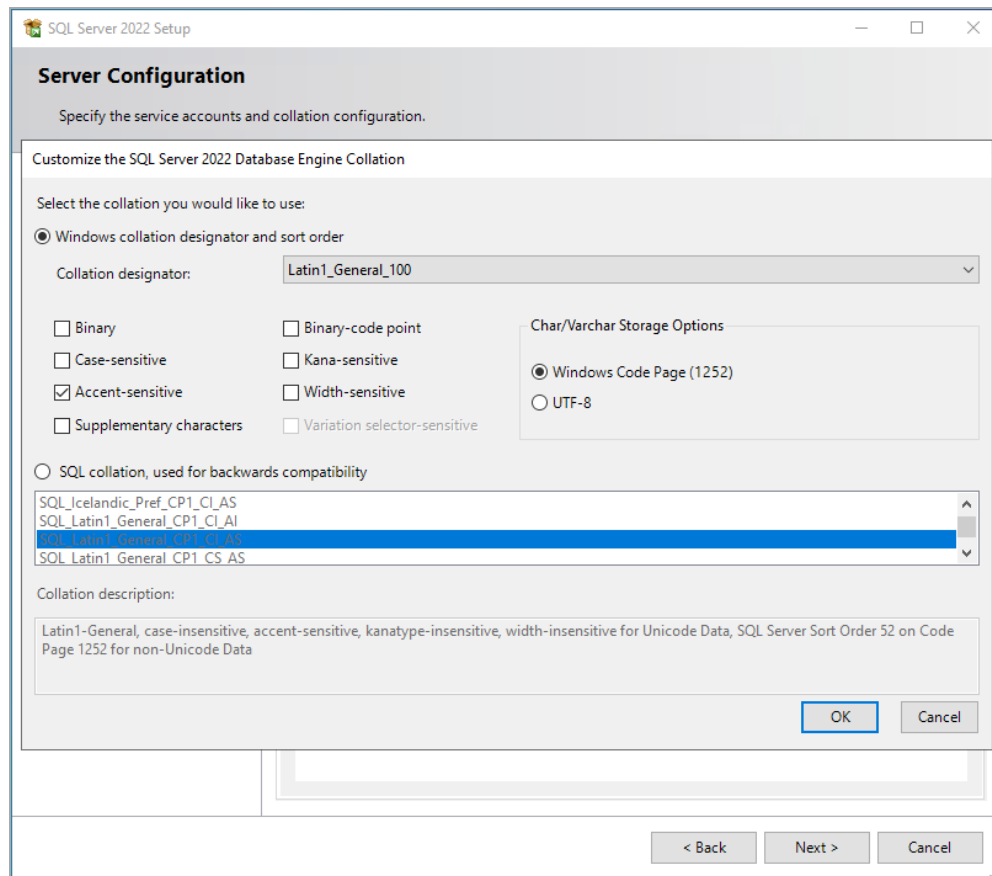 SQL Server 2022 Setup
Server Configuration
Specify the service accounts and collation configuration.
Customize the SQL Server 2022 Database Engine Collation
Select the collation you would like to use:
Windows collation designator and sort order
Collation designator: Latin1_General_100
Binary
Binary-code point
Char/Varchar Storage Options
Case-sensitive
Kana-sensitive
Windows Code Page (1252)
Accent-sensitive
Width-sensitive
UTF-8
Supplementary characters
Variation selector-sensitive
SQL collation, used for backwards compatibility
SQL_Icelandic_Pref_CP1_CI_AS
SQL_Latin1_General_CP1_CI_AI
SQL_Latin1_General_CP1_CI_AS
SQL_Latin1_General_CP1_CS_AS
Collation description:
Latin1-General, case-insensitive, accent-sensitive, kanatype-insensitive, width-insensitive for Unicode Data, SQL Server Sort Order 52 on Code
Page 1252 for non-Unicode Data
OK Cancel
< Back Next > Cancel